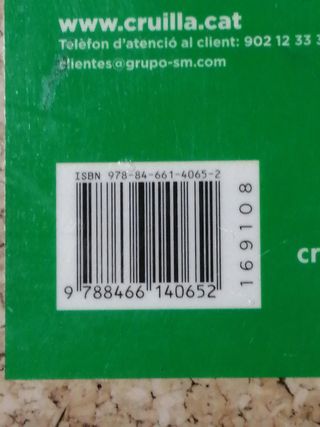 www.cruilla.cat
Telèfon d'atenció al client: 902 12 33 3
clientes@grupo-sm.com
ISBN 978-84-661-4065-2
9 788466 140652
169108
cr